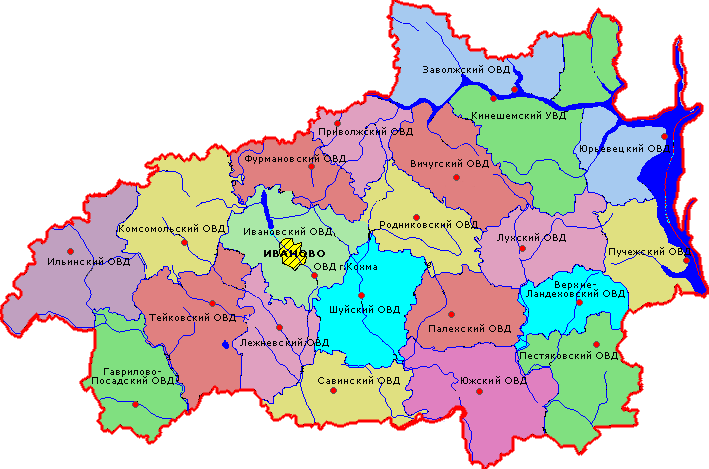 Заволжский ОВД
Кинешемский УВД
Приволжский ОВД
Юрьевецкий ОВД
Фурмановский ОВД
Вичугский ОВД
Комсомольский ОВД
Ивановский ОВД
Родниковский ОВД
Лухский ОВД
ИВАНОВО
Пучежский ОВД
Ильинский ОВД
ОВД г.Кохма
Верхне-
Ландеховский ОВД
Тейковский ОВД
Шуйский ОВД
Палехский ОВД
Лежневский ОВД
Пестяковский ОВД
Гаврилово-
Посадский ОВД
Савинский ОВД
Южский ОВД